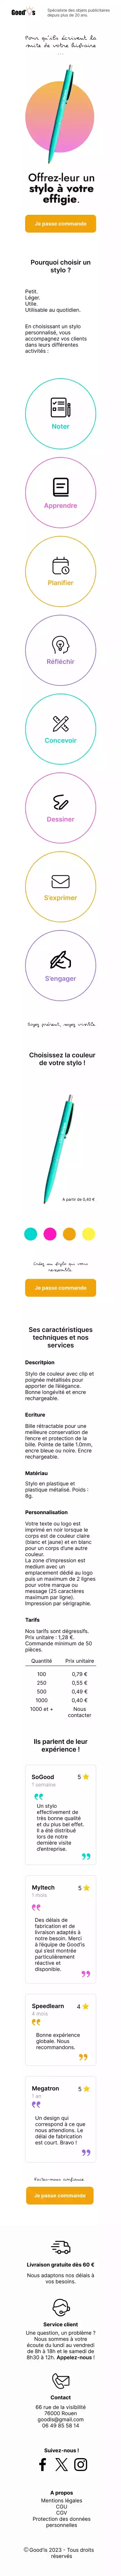 Good'is
Spécialiste des objets publicitaires
depuis plus de 20 ans.
Pour qu'ils écrivent la
suite de votre histoire
...
Offrez-leur un
stylo à votre
effigie.
Je passe commande
Pourquoi choisir un
stylo ?
Petit.
Léger.
Utile.
Utilisable au quotidien.
En choisissant un stylo
personnalisé, vous
accompagnez vos clients
dans leurs différentes
activités :
Noter
Apprendre
Planifier
Réfléchir
Concevoir
Dessiner
S'exprimer
S'engager
Soyez présent, soyez visible.
Choisissez la couleur
de votre stylo !
A partir de 0,40 €
Créez un stylo qui vous
ressemble.
Je passe commande
Ses caractéristiques
techniques et nos
services
Descritpion
Stylo de couleur avec clip et
poignée métallisés pour
apporter de l'élégance.
Bonne longévité et encre
rechargeable.
Ecriture
Bille rétractable pour une
meilleure conservation de
l'encre et protection de la
bille. Pointe de taille 1.0mm,
encre bleue ou noire. Encre
rechargeable.
Matériau
Stylo en plastique et
plastique métalisé. Poids :
8g.
Personnalisation
Votre texte ou logo est
imprimé en noir lorsque le
corps est de couleur claire
(blanc et jaune) et en blanc
pour un corps d'une autre
couleur.
La zone d'impression est
medium avec un
emplacement dédié au logo
puis un maximum de 2 lignes
pour votre marque ou
message (25 caractères
maximum par ligne).
Impression par sérigraphie.
Tarifs
Nos tarifs sont dégressifs.
Prix unitaire : 1,28 €.
Commande minimum de 50
pièces.
Quantité Prix unitaire
100 0,79 €
250 0,55 €
500 0,49 €
1000 0,40 €
1000 et + Nous
contacter
Ils parlent de leur
expérience !
SoGood 5
1 semaine
Un stylo
effectivement de
très bonne qualité
et du plus bel effet.
Il a été distribué
lors de notre
dernière visite
d'entreprise.
Myltech 5
1 mois
Des délais de
fabrication et de
livraison adaptés à
notre besoin. Merci
à l'équipe de Good'is
qui s'est montrée
particulièrement
réactive et
disponible.
Speedlearn 4
4 mois
Bonne expérience
globale. Nous
recommandons.
Megatron 5
1 an
Un design qui
correspond à ce que
nous attendions. Le
délai de fabrication
est court. Bravo !
Faites-nous confiance.
Je passe commande
Livraison gratuite dès 60 €
Nous adaptons nos délais à
vos besoins.
Service client
Une question, un problème ?
Nous sommes à votre
écoute du lundi au vendredi
de 8h à 18h et le samedi de
8h30 à 12h. Appelez-nous !
Contact
66 rue de la visibilité
76000 Rouen
goodis@gmail.com
06 49 85 58 14
Suivez-nous !
A propos
Mentions légales
CGU
CGV
Protection des données
personnelles
©Good'is 2023 - Tous droits
réservés